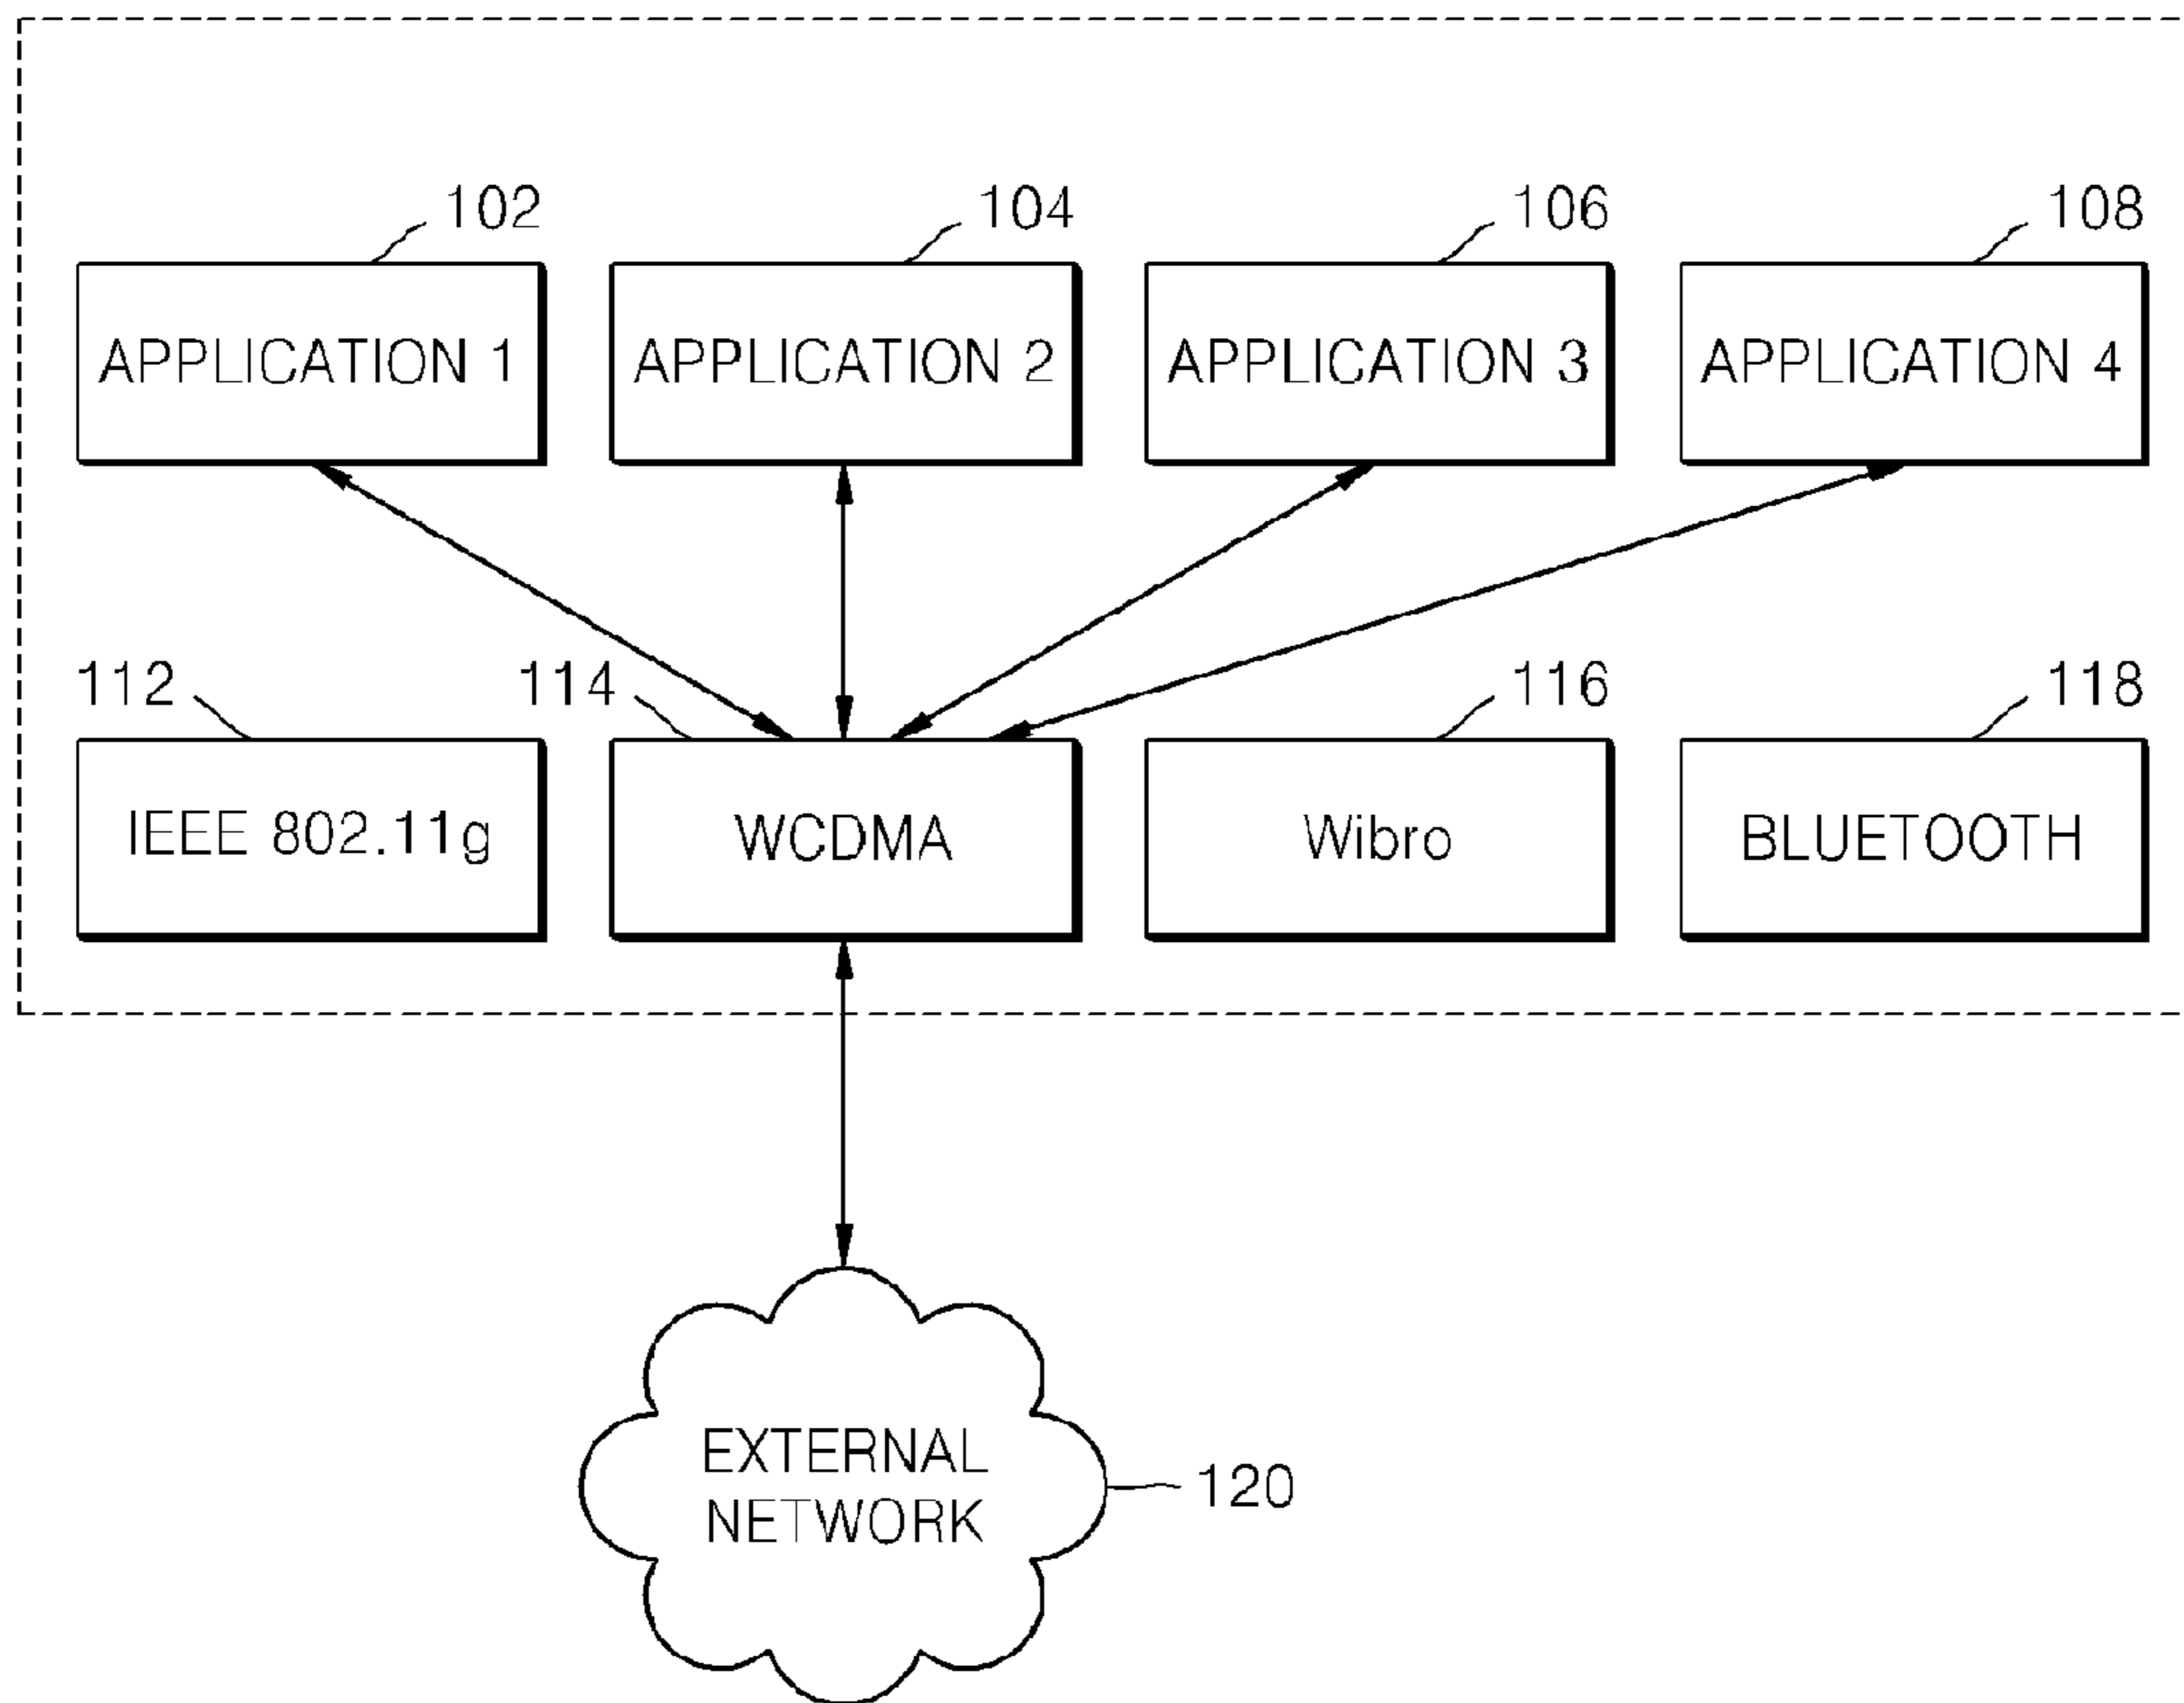 102
104
106
108
APPLICATION 1
APPLICATION 2
APPLICATION 3
APPLICATION 4
112
114
116
118
IEEE 802.11g
WCDMA
Wibro
BLUETOOTH
EXTERNAL
NETWORK
120